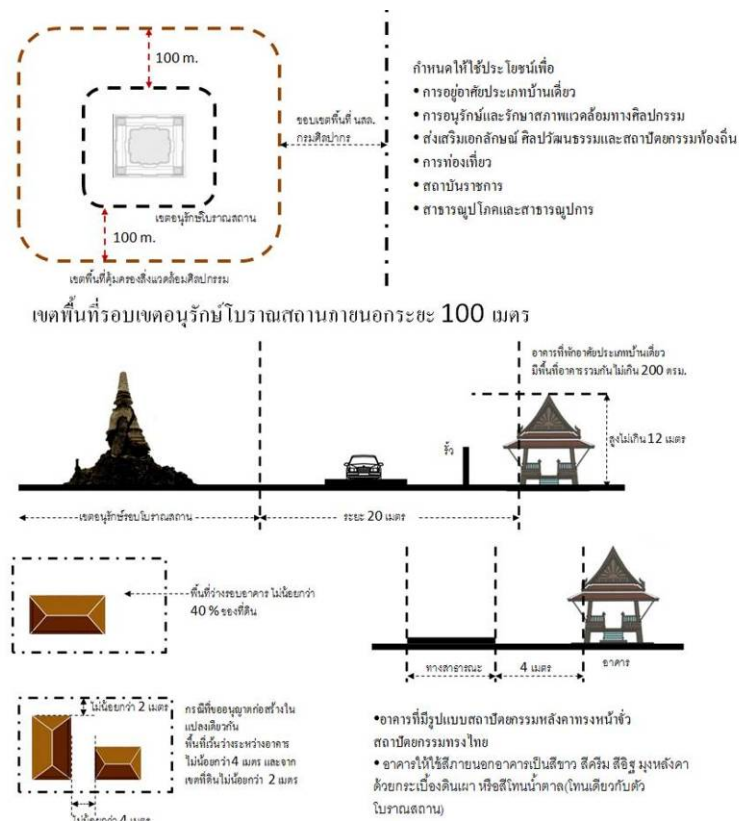 100 m.
กำหนดให้ใช้ประโยชน์เพื่อ
• การอยู่อาศัยประเภทบ้านเดี่ยว
• การอนุรักษ์และรักษาสภาพแวดล้อมทางศิลปกรรม
• ส่งเสริมเอกลักษณ์ ศิลปวัฒนธรรมและสถาปัตยกรรมท้องถิ่น
• การท่องเที่ยว
• สถาบันราชการ
• สาธารณูปโภคและสาธารณูปการ
ขอบเขตพื้นที่ นสล.
กรมศิลปากร
เขตอนุรักษ์โบราณสถาน
100 m.
เขตพื้นที่คุ้มครองสิ่งแวดล้อมศิลปกรรม
เขตพื้นที่รอบเขตอนุรักษ์โบราณสถานภายนอกระยะ 100 เมตร
อาคารที่พักอาศัยประเภทบ้านเดี่ยว
มีพื้นที่อาคารรวมกันไม่เกิน 200 ตรม.
รั้ว
สูงไม่เกิน 12 เมตร
เขตอนุรักษ์รอบโบราณสถาน
ระยะ 20 เมตร
พื้นที่ว่างรอบอาคาร ไม่น้อยกว่า
40 % ของที่ดิน
ทางสาธารณะ
4 เมตร
อาคาร
ไม่น้อยกว่า 2 เมตร
กรณีที่ขออนุญาตก่อสร้างใน
แปลงเดียวกัน
พื้นที่เว้นว่างระหว่างอาคาร
ไม่น้อยกว่า 4 เมตร และจาก
เขตที่ดินไม่น้อยกว่า 2 เมตร
ไม่น้อยกว่า 4 เมตร
•อาคารที่มีรูปแบบสถาปัตยกรรมหลังคาทรงหน้าจั่ว
สถาปัตยกรรมทรงไทย
• อาคารให้ใช้สีภายนอกอาคารเป็นสีขาว สีครีม สีอิฐ มุงหลังคา
ด้วยกระเบื้องดินเผา หรือสีโทนน้ำตาล(โทนเดียวกับตัว
โบราณสถาน)